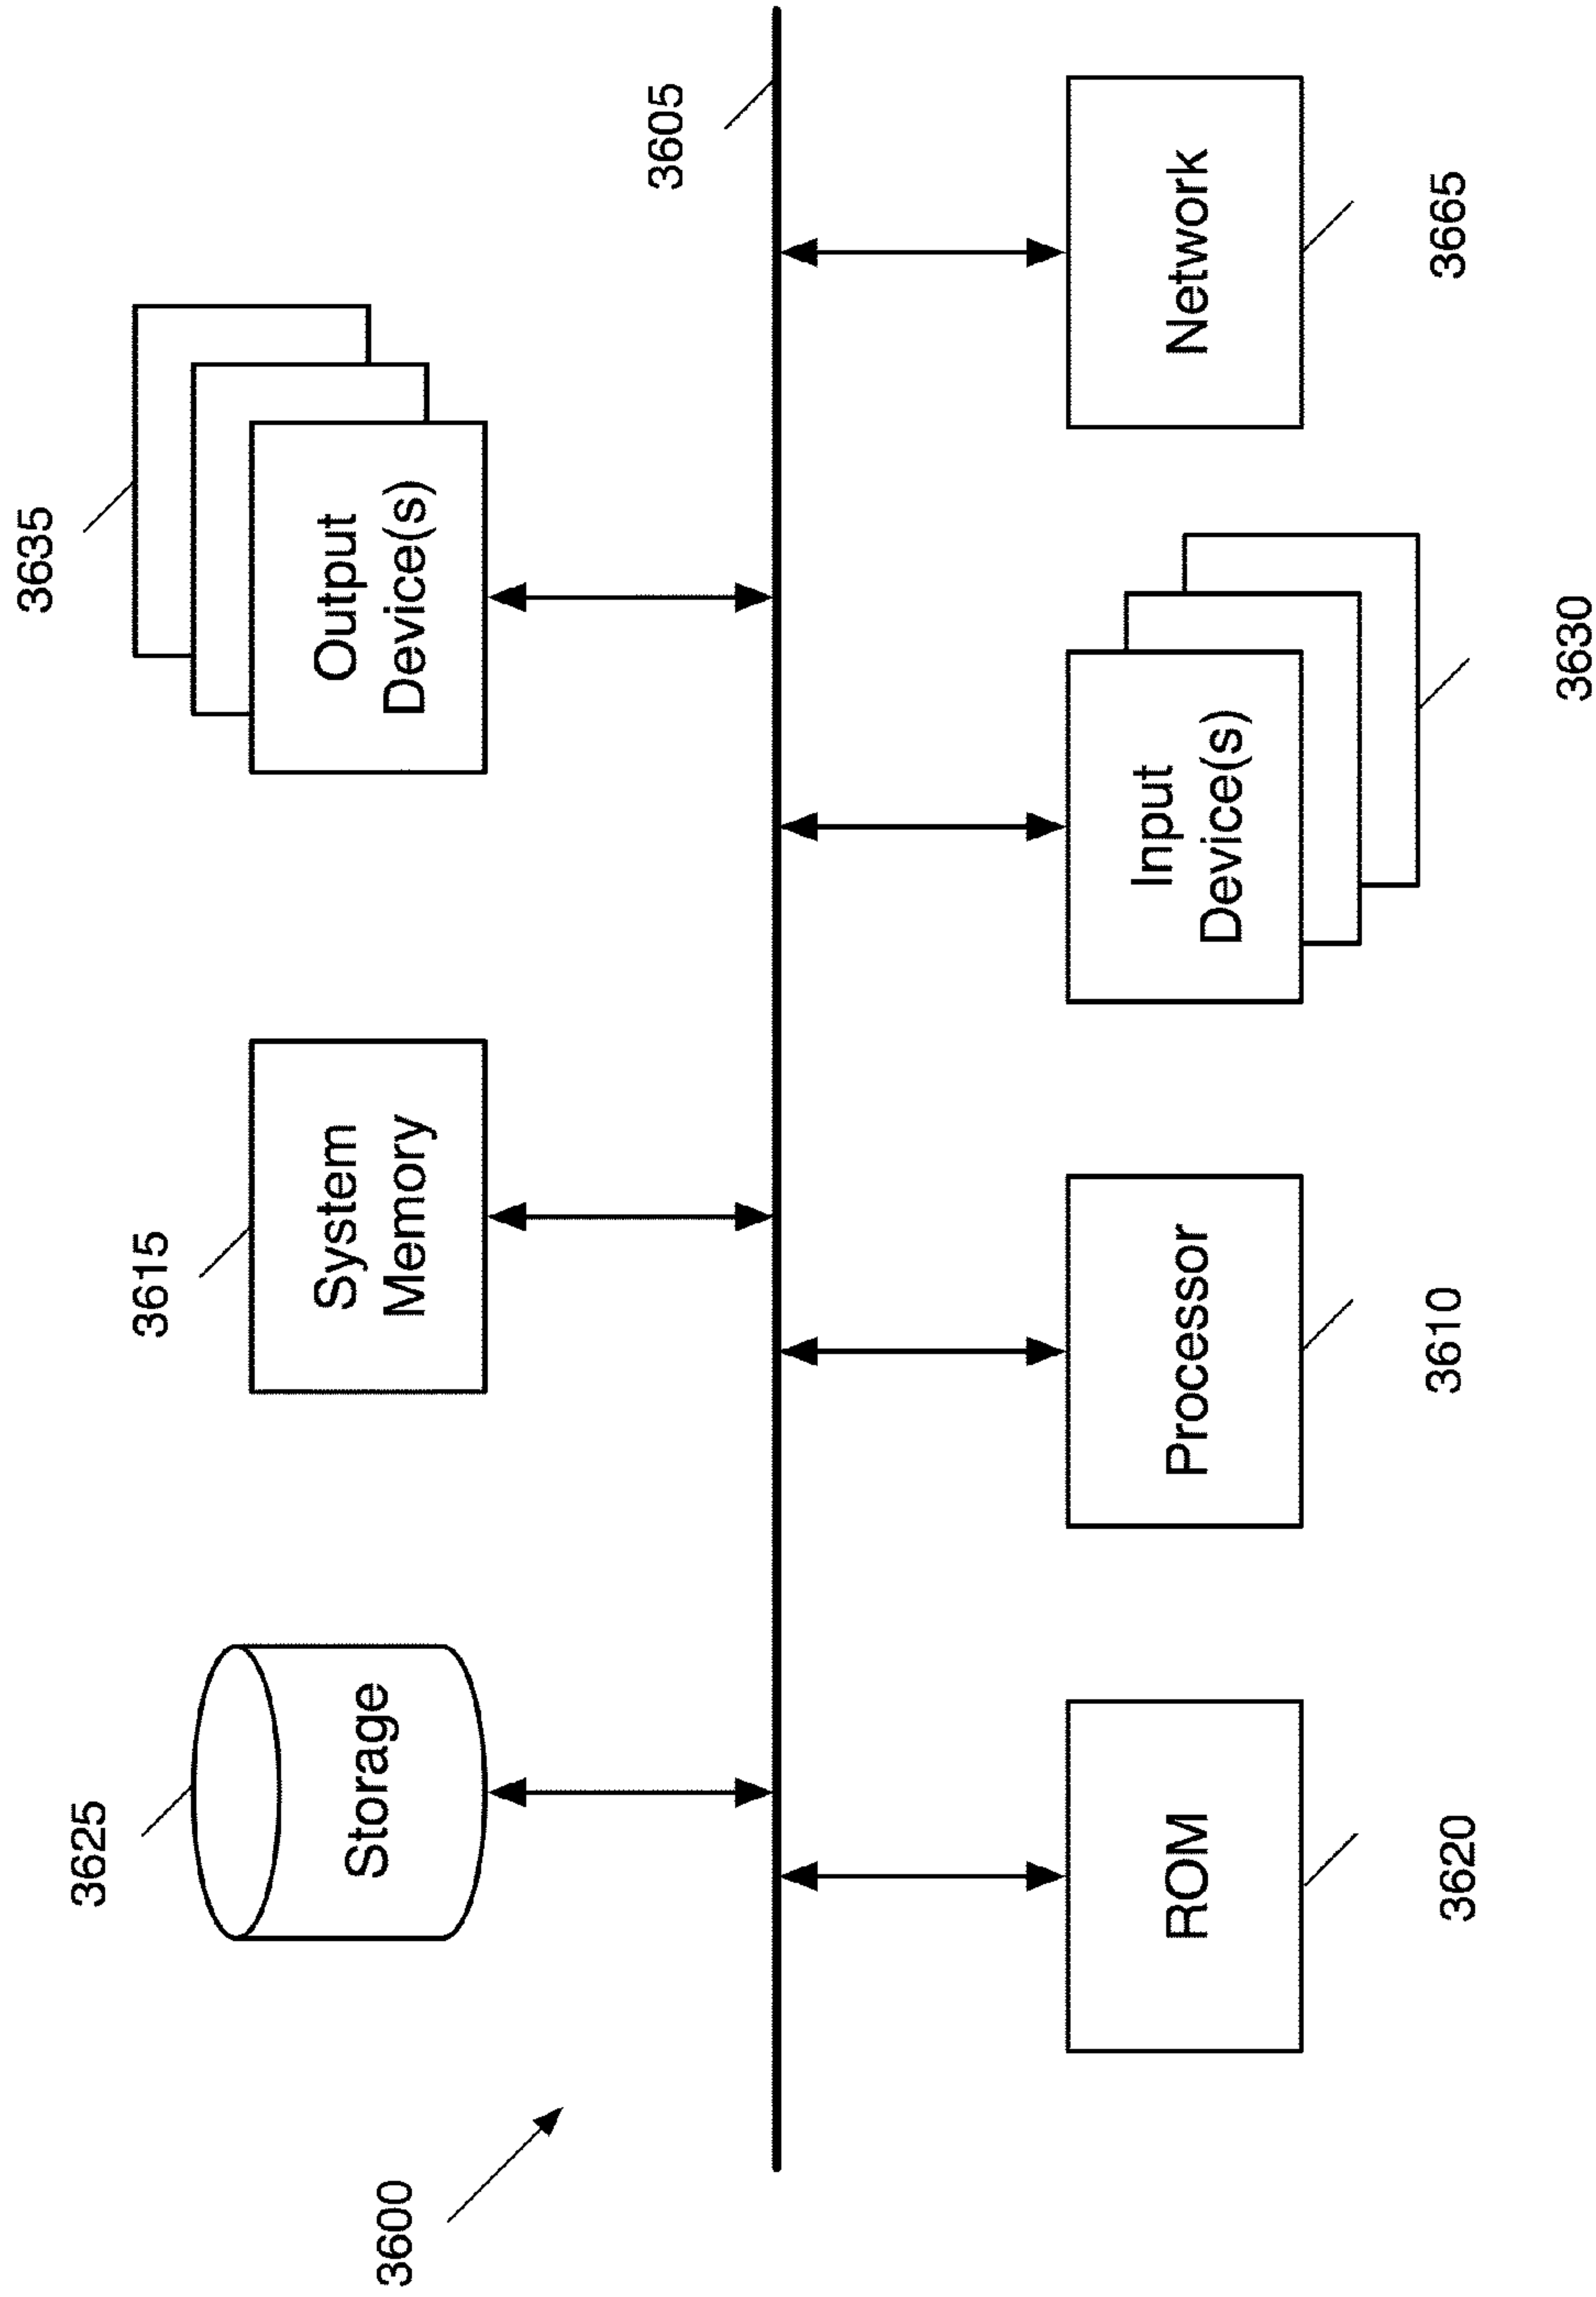 3625
Storage
3615
System
Memory
3635
Output
Device(s)
3600
3605
ROM
3620
Processor
3610
Input
Device(s)
3630
Network
3665